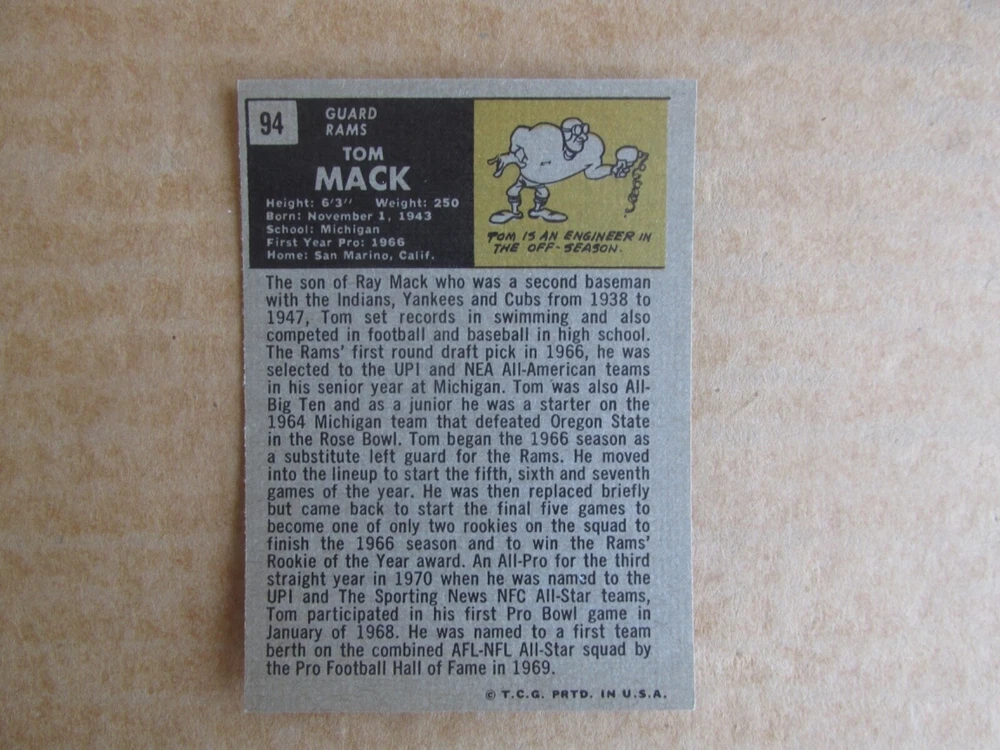 94
GUARD
RAMS
TOM
MACK
Height: 6'3" Weight: 250
Born: November 1, 1943
School: Michigan
First Year Pro: 1966
Home: San Marino, Calif.
TOM IS AN ENGINEER IN
THE OFF-SEASON.
The son of Ray Mack who was a second baseman
with the Indians, Yankees and Cubs from 1938 to
1947, Tom set records in swimming and also
competed in football and baseball in high school.
The Rams' first round draft pick in 1966, he was
selected to the UPI and NEA All-American teams
in his senior year at Michigan. Tom was also All-
Big Ten and as a junior he was a starter on the
1964 Michigan team that defeated Oregon State
in the Rose Bowl. Tom began the 1966 season as
a substitute left guard for the Rams. He moved
into the lineup to start the fifth, sixth and seventh
games of the year. He was then replaced briefly
but came back to start the final five games to
become one of only two rookies on the squad to
finish the 1966 season and to win the Rams'
Rookie of the Year award. An All-Pro for the third
straight year in 1970 when he was named to the
UPI and The Sporting News NFC All-Star teams,
Tom participated in his first Pro Bowl game in
January of 1968. He was named to a first team
berth on the combined AFL-NFL All-Star squad by
the Pro Football Hall of Fame in 1969.
© T.C.G. PRTD. IN U.S.A.